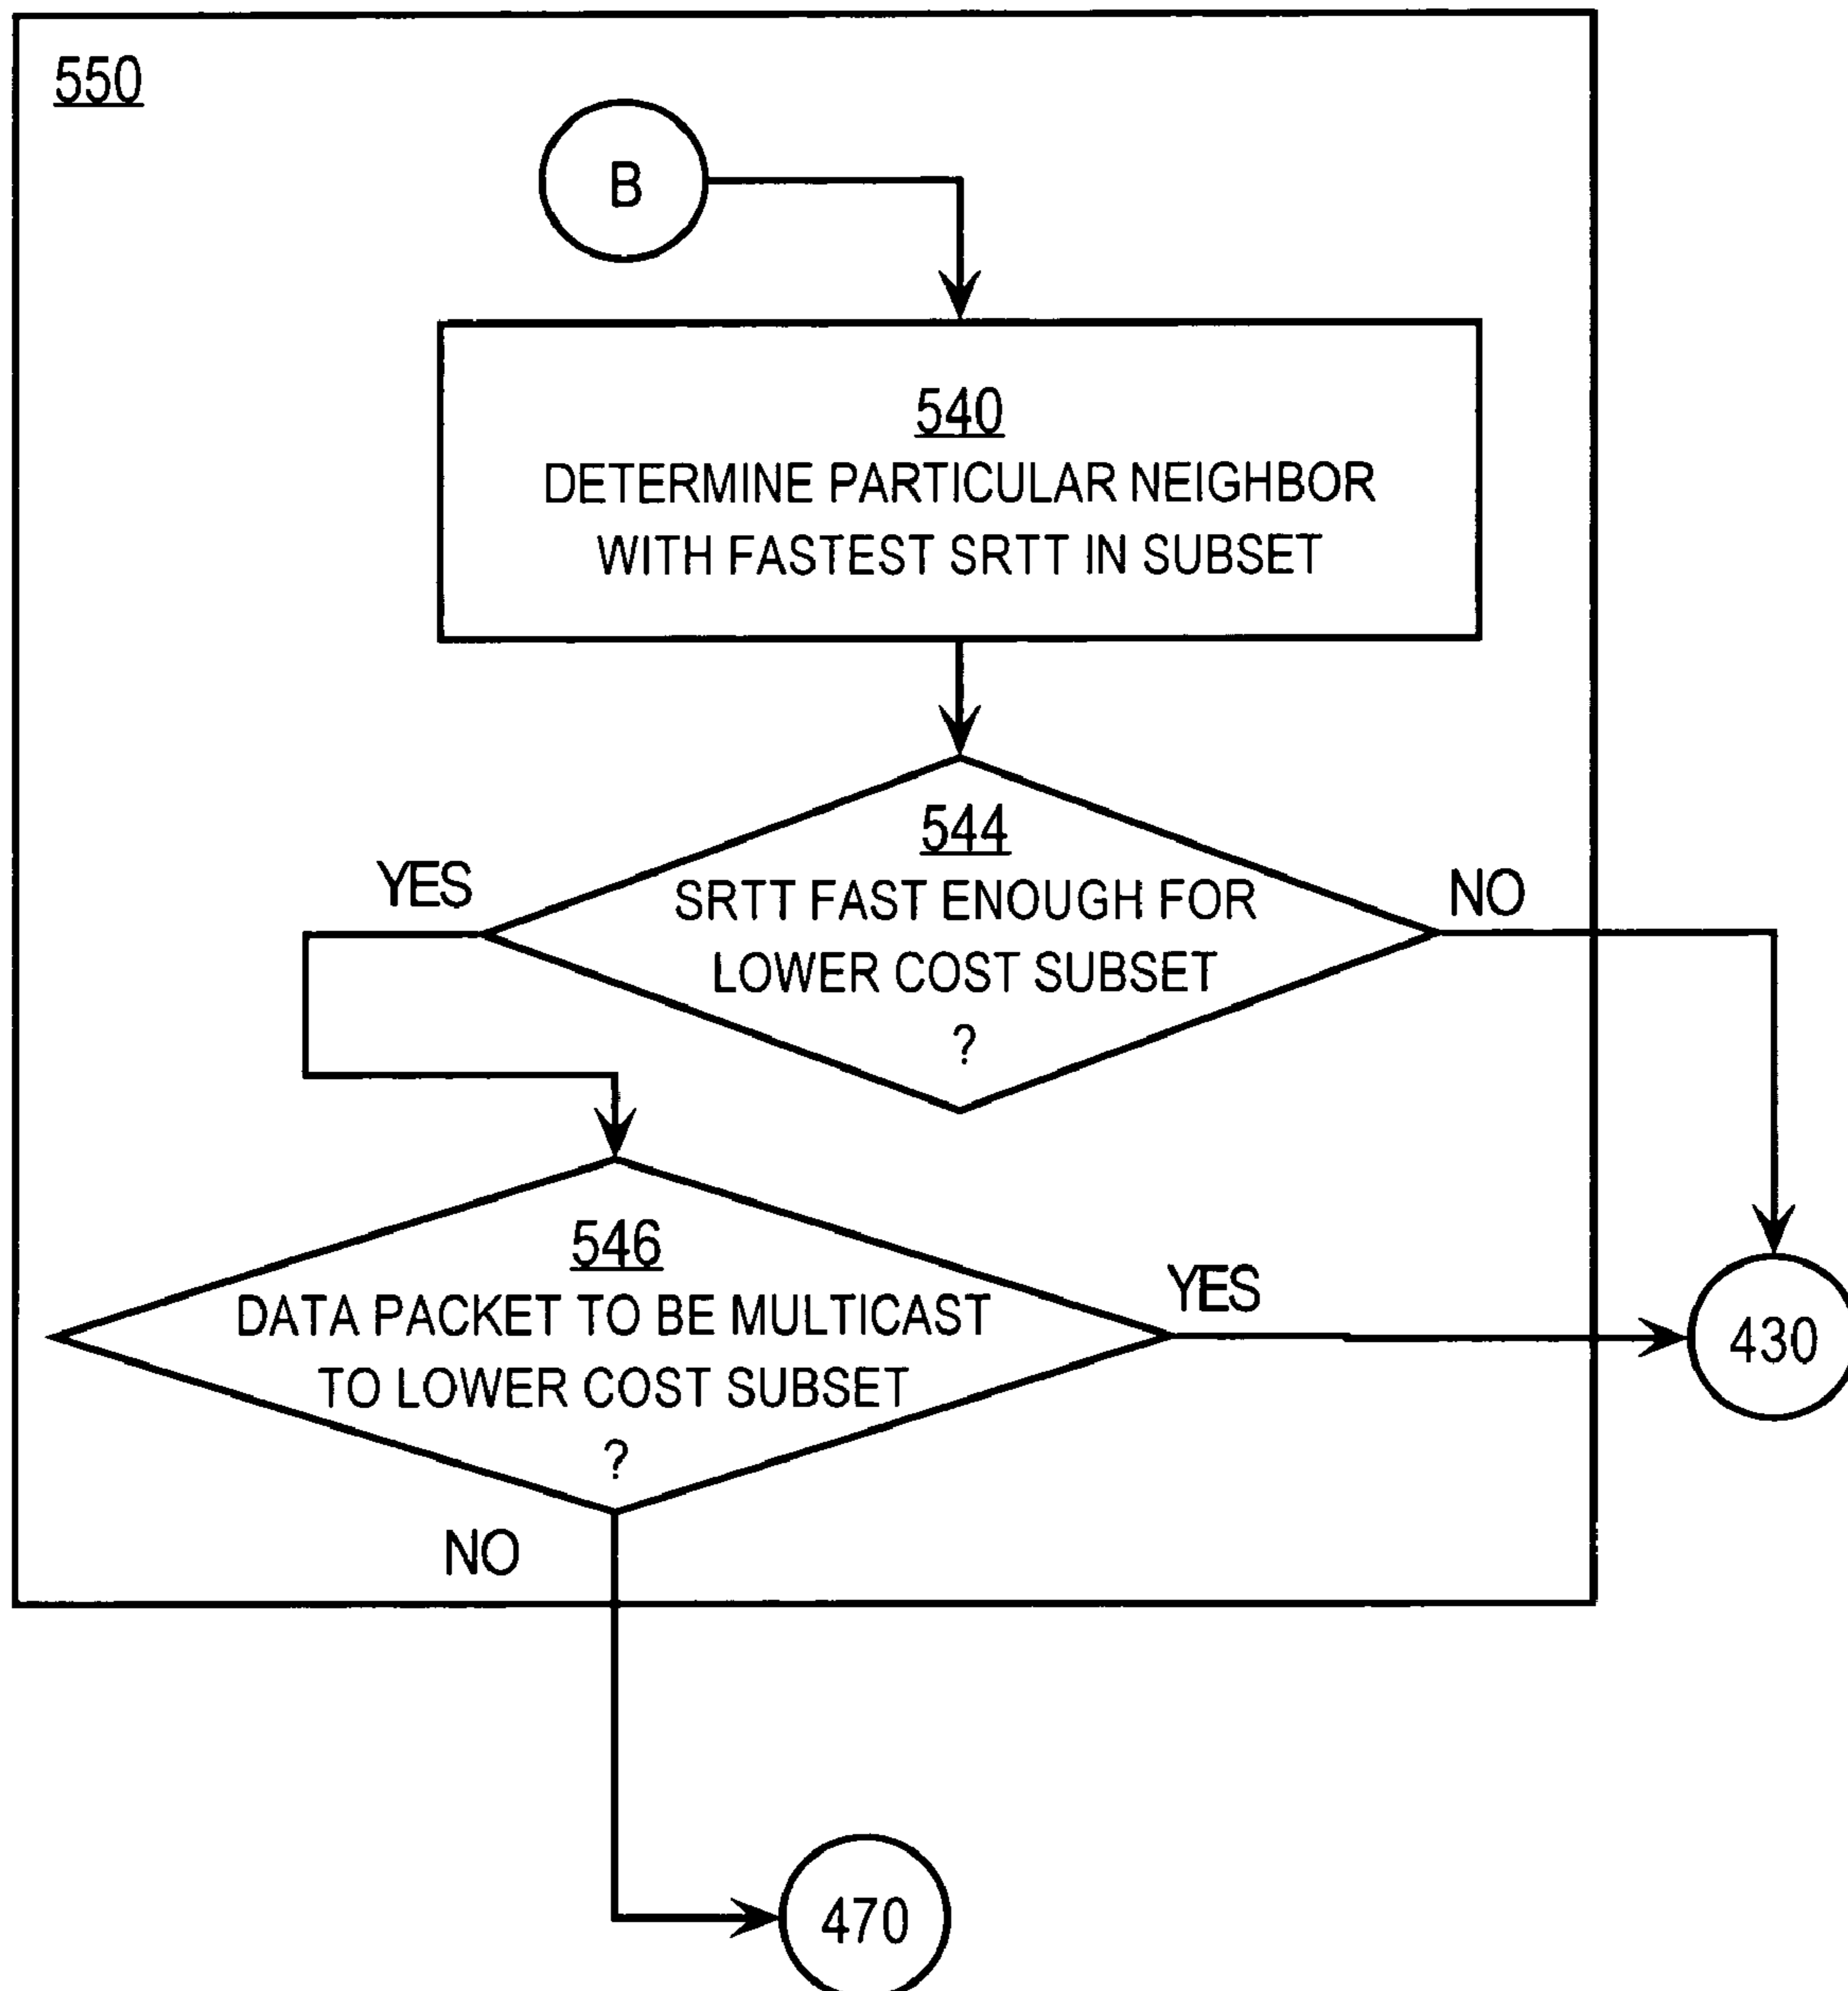 550
B
540
DETERMINE PARTICULAR NEIGHBOR
WITH FASTEST SRTT IN SUBSET
544
SRTT FAST ENOUGH FOR
LOWER COST SUBSET
?
YES
NO
546
DATA PACKET TO BE MULTICAST
TO LOWER COST SUBSET
?
YES
430
NO
470